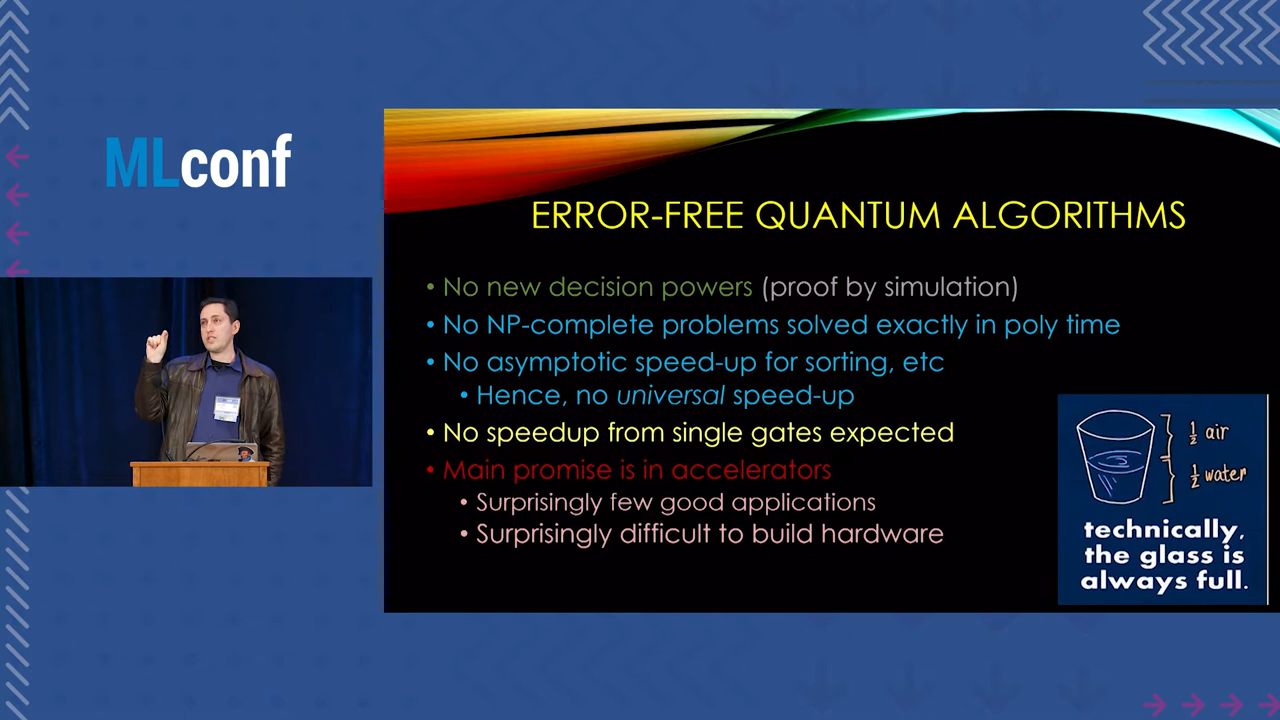 MLconf
ERROR-FREE QUANTUM ALGORITHMS
• No new decision powers (proof by simulation)
• No NP-complete problems solved exactly in poly time
• No asymptotic speed-up for sorting, etc
• Hence, no universal speed-up
• No speedup from single gates expected
• Main promise is in accelerators
• Surprisingly few good applications
• Surprisingly difficult to build hardware
½ air
½ water
technically,
the glass is
always full.